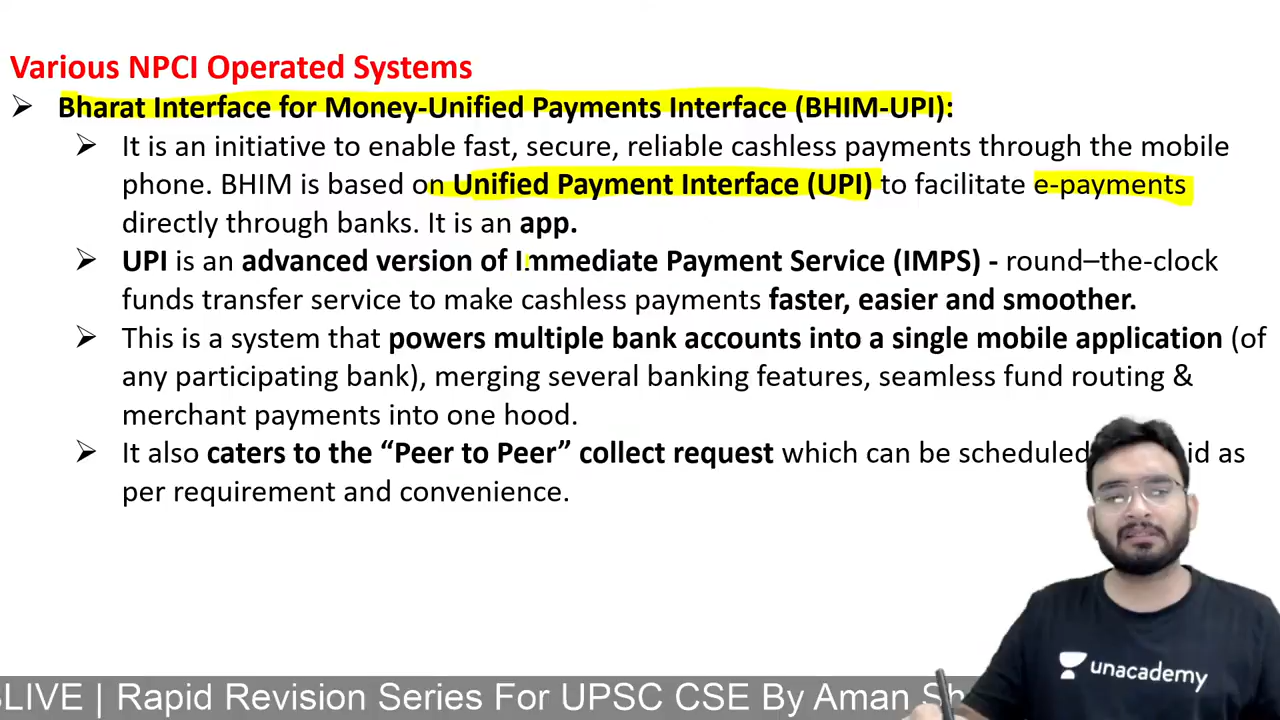 Various NPCI Operated Systems
➢ Bharat Interface for Money-Unified Payments Interface (BHIM-UPI):
➢ It is an initiative to enable fast, secure, reliable cashless payments through the mobile
phone. BHIM is based on Unified Payment Interface (UPI) to facilitate e-payments
directly through banks. It is an app.
➢ UPI is an advanced version of Immediate Payment Service (IMPS) - round–the-clock
funds transfer service to make cashless payments faster, easier and smoother.
➢ This is a system that powers multiple bank accounts into a single mobile application (of
any participating bank), merging several banking features, seamless fund routing &
merchant payments into one hood.
➢ It also caters to the “Peer to Peer” collect request which can be scheduled as
per requirement and convenience.
unacademy
LIVE | Rapid Revision Series For UPSC CSE By Aman